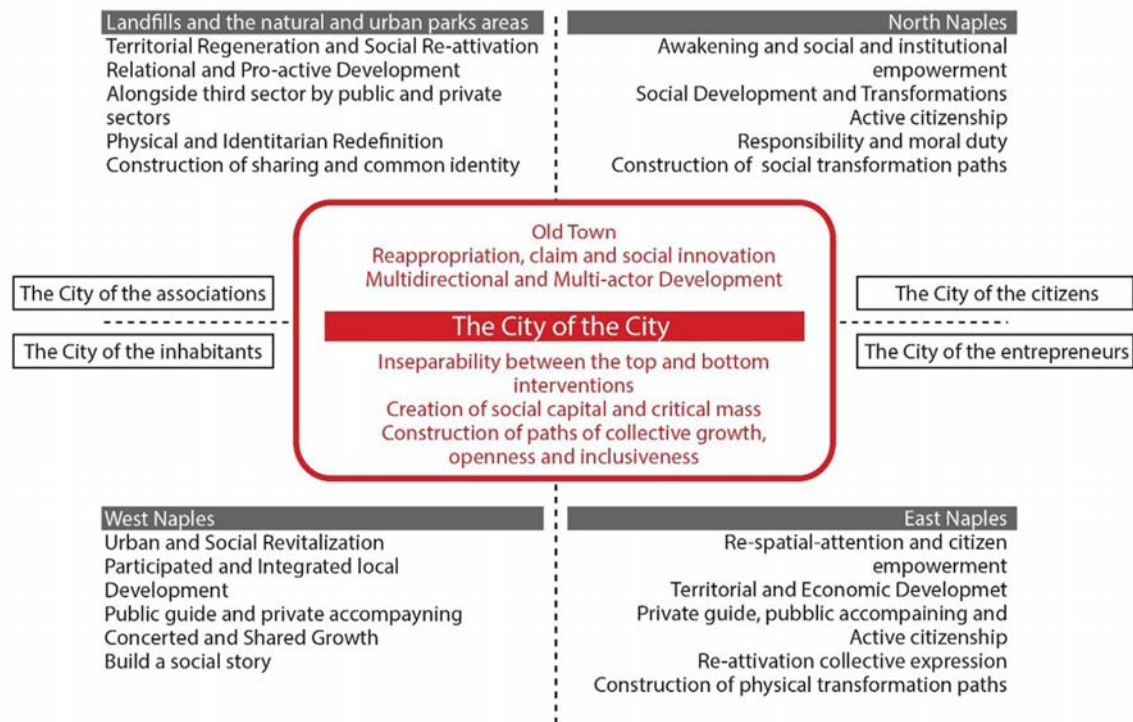 Landfills and the natural and urban parks areas
Territorial Regeneration and Social Re-attivation
Relational and Pro-active Development
Alongside third sector by public and private
sectors
Physical and Identitarian Redefinition
Construction of sharing and common identity
North Naples
Awakening and social and institutional
empowerment
Social Development and Transformations
Active citizenship
Responsibility and moral duty
Construction of social transformation paths
The City of the associations
The City of the inhabitants
Old Town
Reappropriation, claim and social innovation
Multidirectional and Multi-actor Development
The City of the City
Inseparability between the top and bottom
interventions
Creation of social capital and critical mass
Construction of paths of collective growth,
openness and inclusiveness
The City of the citizens
The City of the entrepreneurs
West Naples
Urban and Social Revitalization
Participated and Integrated local
Development
Public guide and private accompayning
Concerted and Shared Growth
Build a social story
East Naples
Re-spatial-attention and citizen
empowerment
Territorial and Economic Developmet
Private guide, pubblic accompaining and
Active citizenship
Re-attivation collective expression
Construction of physical transformation paths